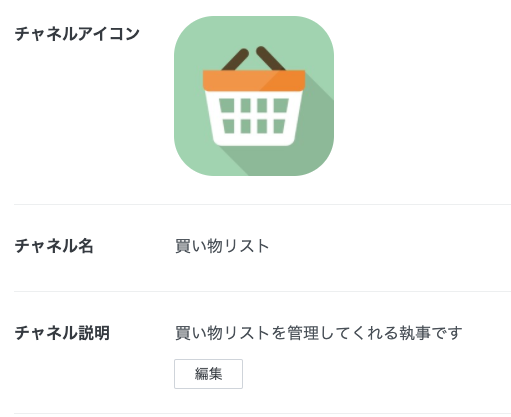 チャネルアイコン
チャネル名 買い物リスト
チャネル説明 買い物リストを管理してくれる執事です
編集